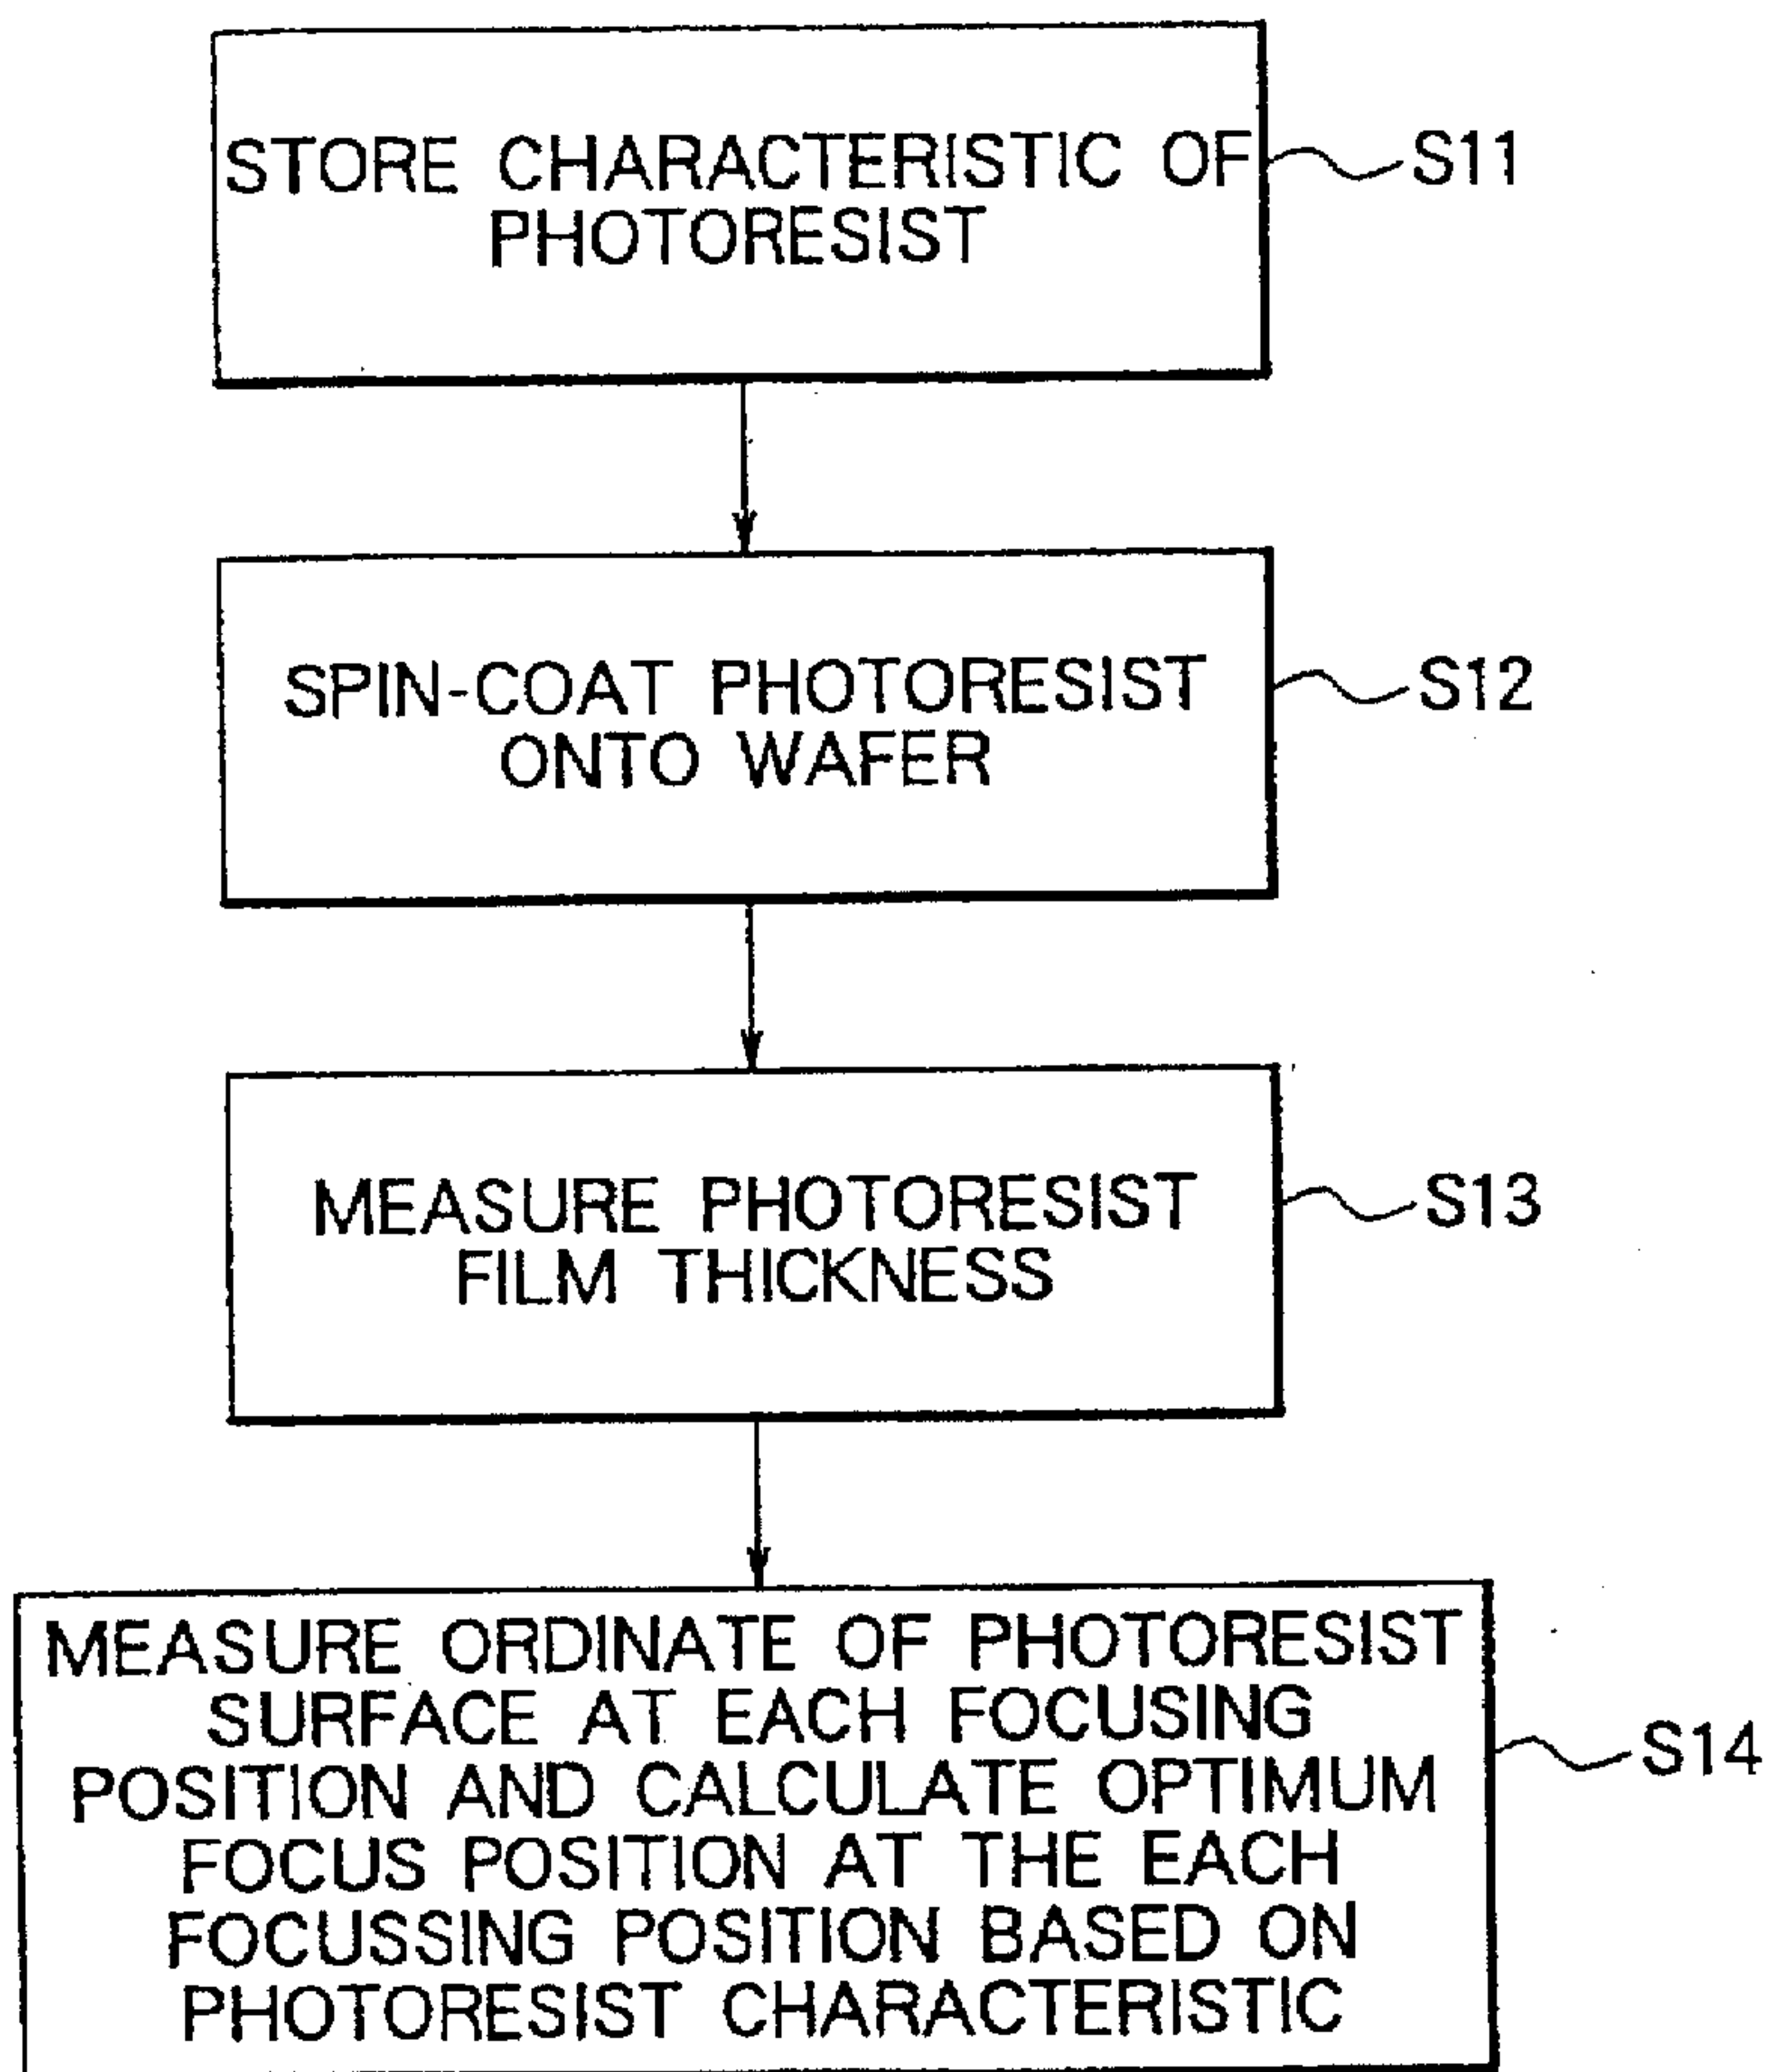 STORE CHARACTERISTIC OF
PHOTORESIST
S11
SPIN-COAT PHOTORESIST
ONTO WAFER
S12
MEASURE PHOTORESIST
FILM THICKNESS
S13
MEASURE ORDINATE OF PHOTORESIST
SURFACE AT EACH FOCUSING
POSITION AND CALCULATE OPTIMUM
FOCUS POSITION AT THE EACH
FOCUSSING POSITION BASED ON
PHOTORESIST CHARACTERISTIC
S14